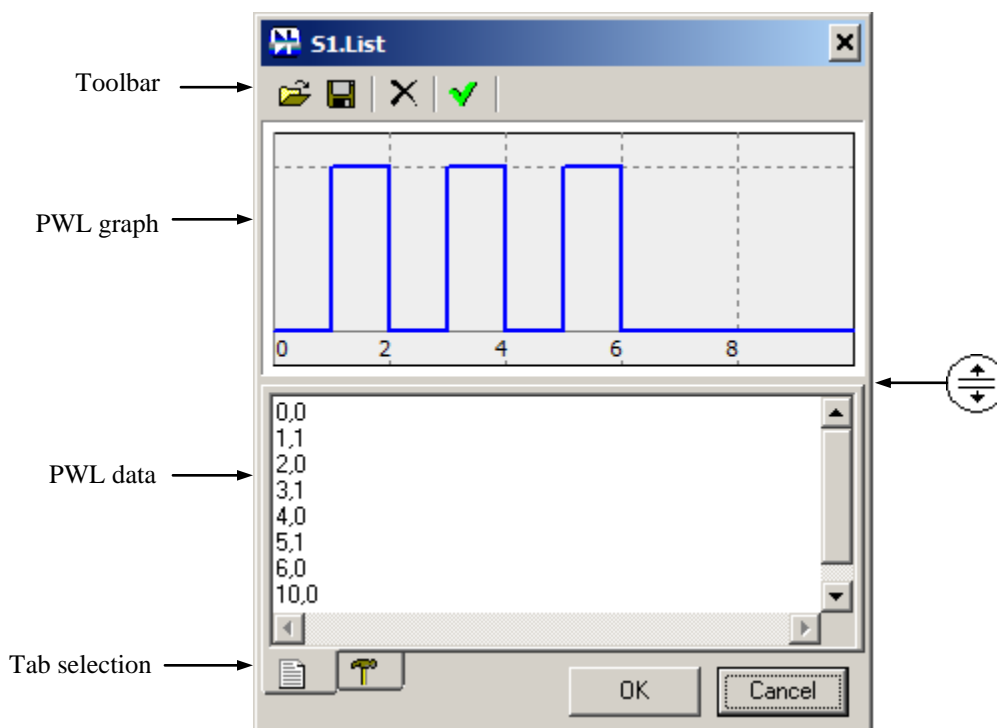 S1.List
Toolbar
PWL graph
0 2 4 6 8
0,0
1,1
2,0
3,1
4,0
5,1
6,0
10,0
PWL data
Tab selection
OK Cancel